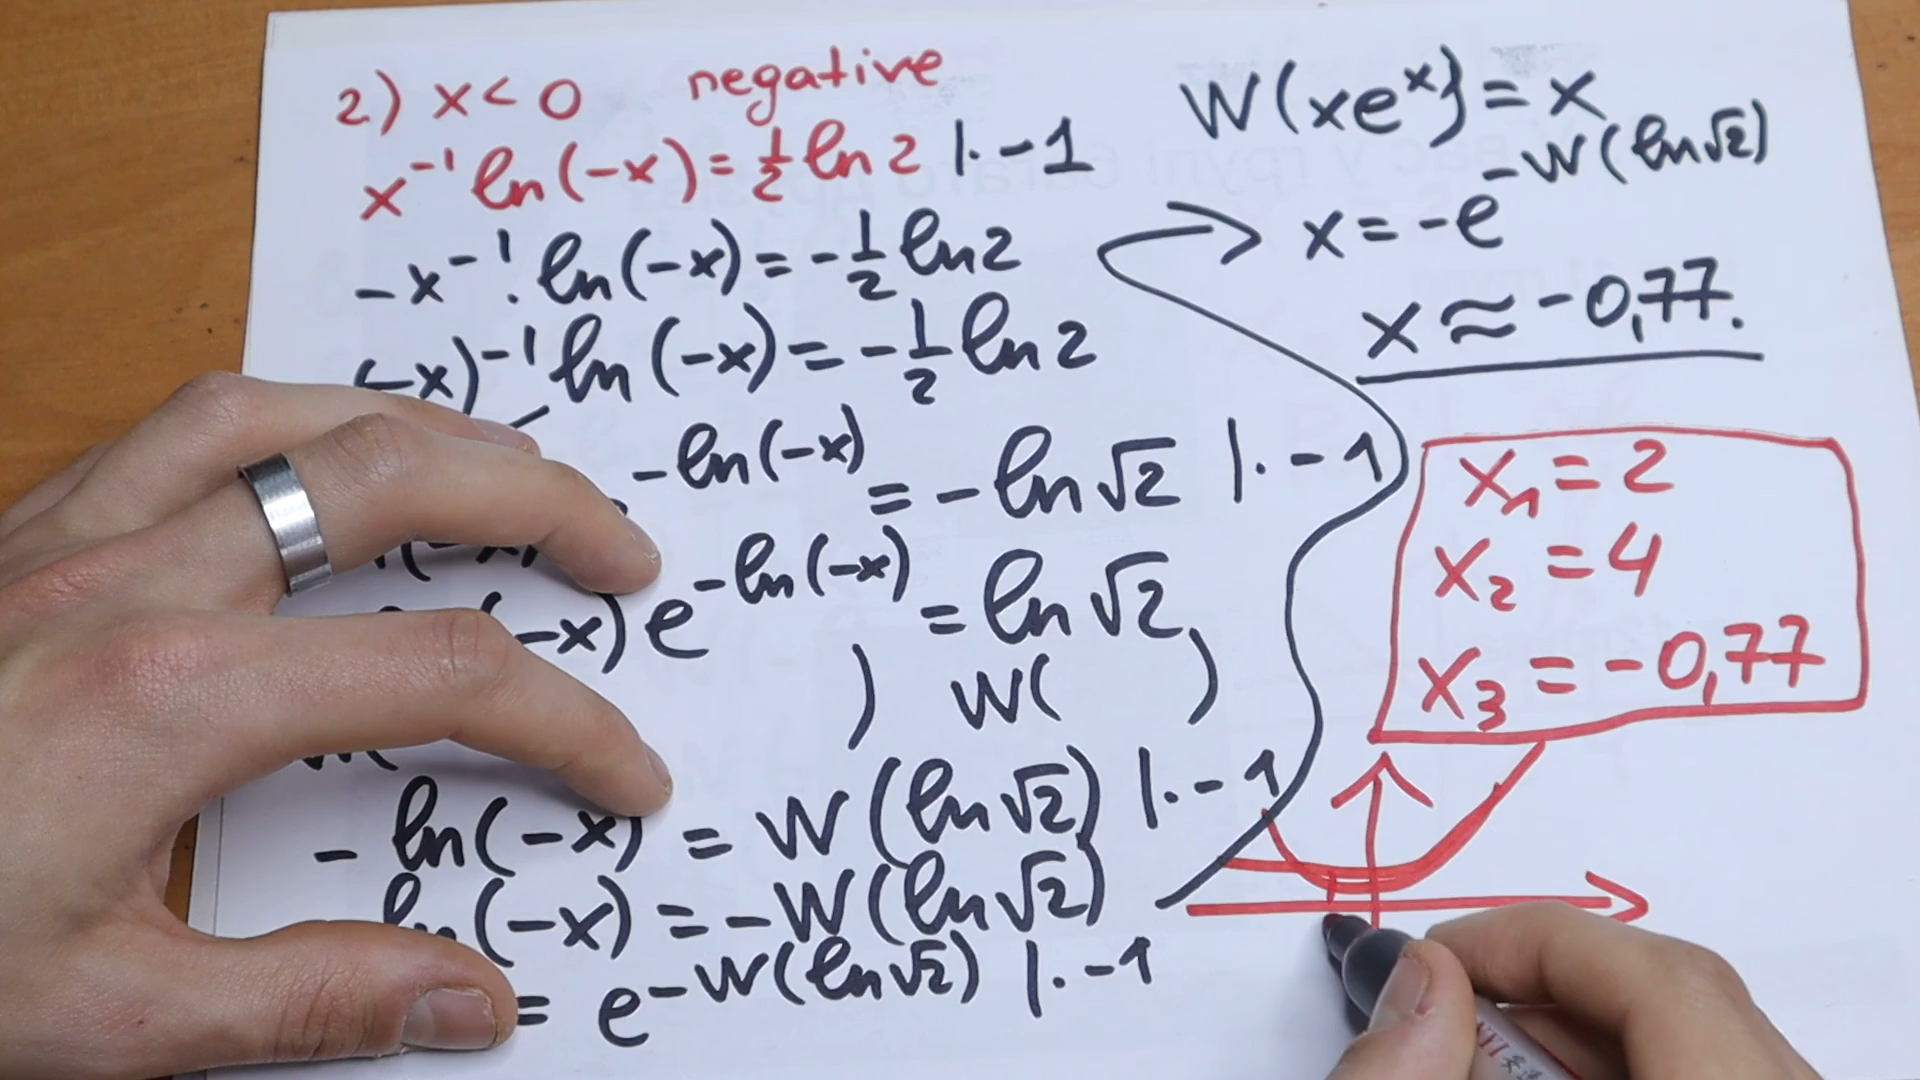 2) x < 0 negative
x⁻¹ ln(-x) = ½ ln 2 |· -1
-x⁻¹ · ln(-x) = -½ ln 2
(-x)⁻¹ ln(-x) = -½ ln 2
-ln(-x) = -ln√2 |· -1
-x) e^(-ln(-x)) = ln√2
) W( )
- ln(-x) = W(ln√2) |· -1
ln(-x) = -W(ln√2)
= e^(-W(ln√2)) |· -1
W(xeˣ) = x
x = -e^(-W(ln√2))
x ≈ -0,77.
x₁ = 2
x₂ = 4
x₃ = -0,77